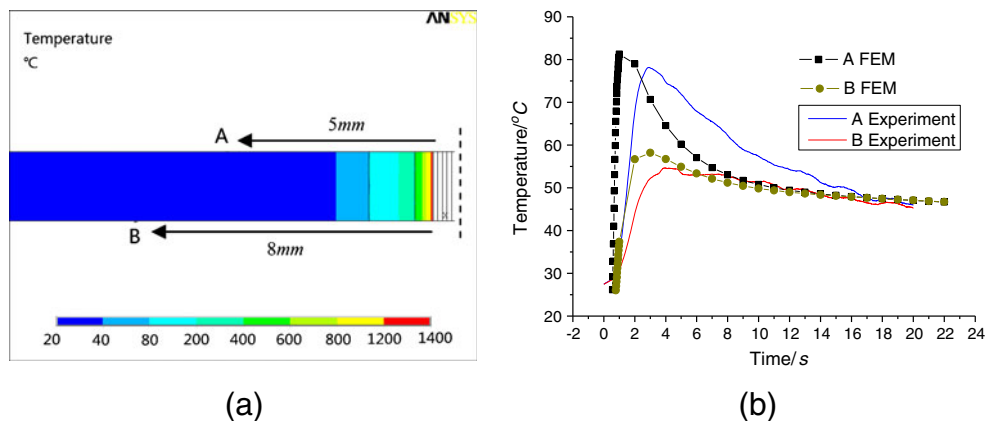 ANSYS
Temperature
℃
A
5mm
B
8mm
20 40 80 200 400 600 800 1200 1400
(a)
90
80
70
60
50
40
30
20
Temperature/°C
A FEM
B FEM
A Experiment
B Experiment
-2 0 2 4 6 8 10 12 14 16 18 20 22 24
Time/s
(b)